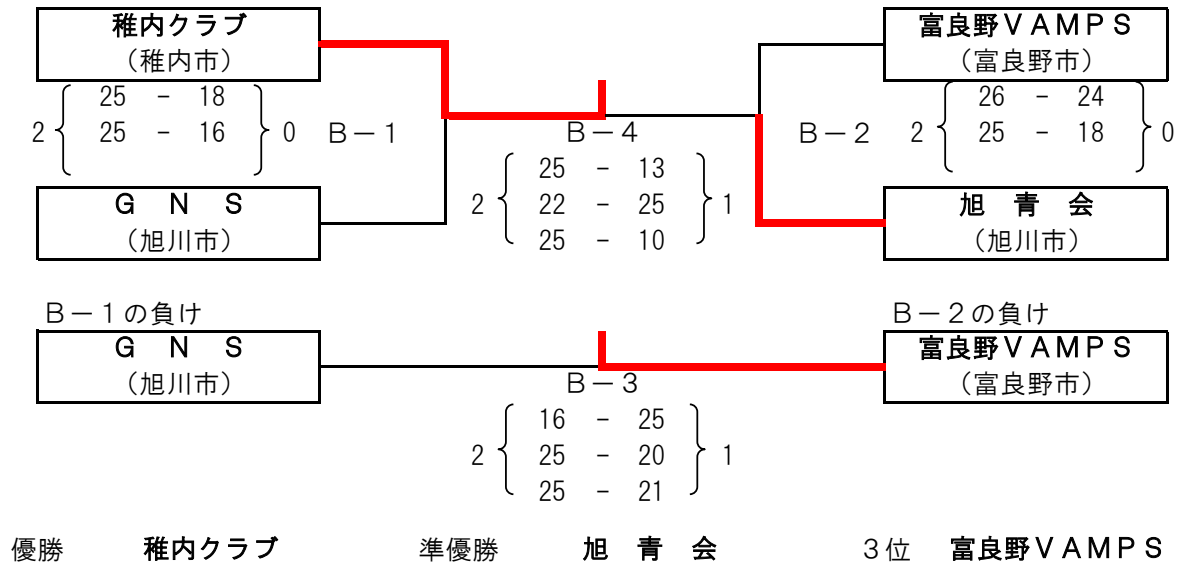 稚内クラブ
（稚内市）
富良野ＶＡＭＰＳ
（富良野市）
2 25 - 18 0
25 - 16
Ｂ－１
Ｂ－４
Ｂ－２
2 26 - 24 0
25 - 18
2 25 - 13 1
22 - 25
25 - 10
Ｇ　Ｎ　Ｓ
（旭川市）
旭　青　会
（旭川市）
Ｂ－１の負け
Ｂ－２の負け
Ｇ　Ｎ　Ｓ
（旭川市）
富良野ＶＡＭＰＳ
（富良野市）
Ｂ－３
2 16 - 25 1
25 - 20
25 - 21
優勝　稚内クラブ　準優勝　旭　青　会　３位　富良野ＶＡＭＰＳ